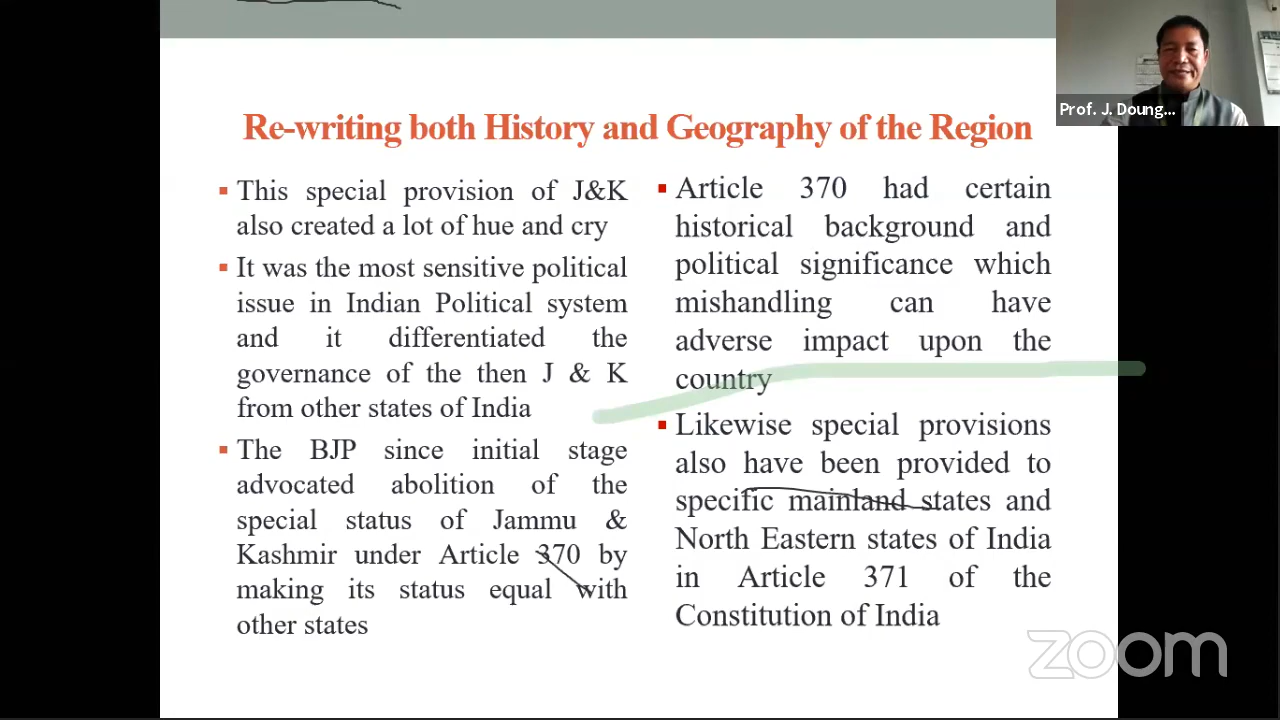 Prof. J. Doung...
Re-writing both History and Geography of the Region
This special provision of J&K
also created a lot of hue and cry
It was the most sensitive political
issue in Indian Political system
and it differentiated the
governance of the then J & K
from other states of India
The BJP since initial stage
advocated abolition of the
special status of Jammu &
Kashmir under Article 370 by
making its status equal with
other states
Article 370 had certain
historical background and
political significance which
mishandling can have
adverse impact upon the
country
Likewise special provisions
also have been provided to
specific mainland states and
North Eastern states of India
in Article 371 of the
Constitution of India
zoom